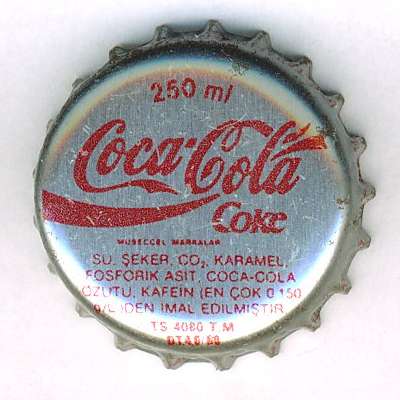 250 ml
Coca-Cola
Coke
MÜSECCEL MARKALAR
SU, ŞEKER, CO₂, KARAMEL,
FOSFORİK ASİT, COCA-COLA
ÖZÜTÜ, KAFEİN (EN ÇOK 0.150
g/L)DEN İMAL EDİLMİŞTİR
TS 4080 T.M